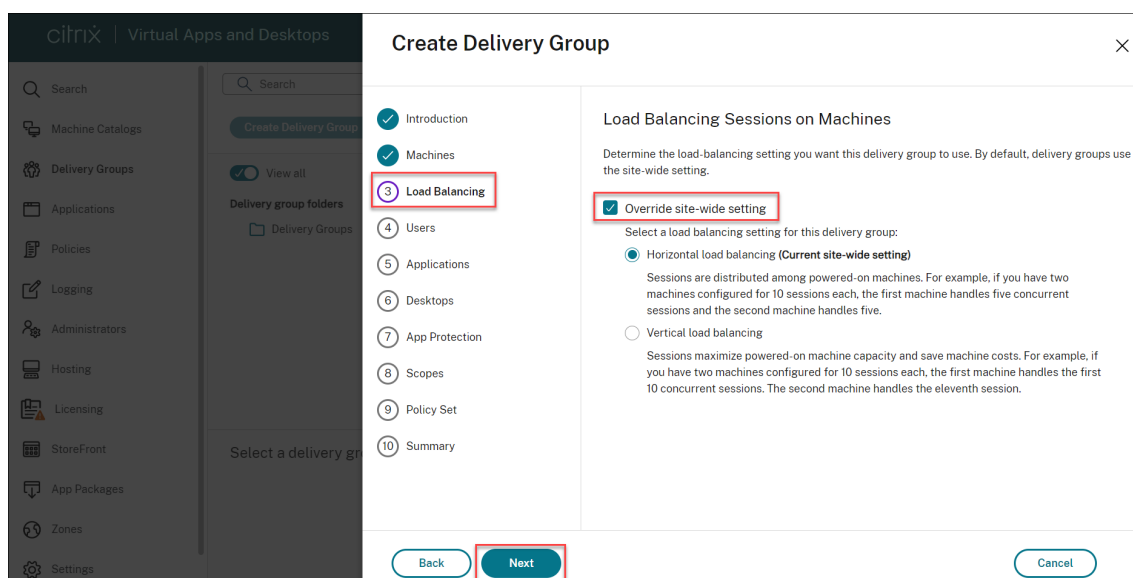 citrix | Virtual Apps and Desktops
Search
Machine Catalogs
Delivery Groups
Applications
Policies
Logging
Administrators
Hosting
Licensing
StoreFront
App Packages
Zones
Settings
Search
Create Delivery Group
View all
Delivery group folders
Delivery Groups
Select a delivery gr
Create Delivery Group
Introduction
Machines
3 Load Balancing
4 Users
5 Applications
6 Desktops
7 App Protection
8 Scopes
9 Policy Set
10 Summary
Load Balancing Sessions on Machines
Determine the load-balancing setting you want this delivery group to use. By default, delivery groups use
the site-wide setting.
Override site-wide setting
Select a load balancing setting for this delivery group:
Horizontal load balancing (Current site-wide setting)
Sessions are distributed among powered-on machines. For example, if you have two
machines configured for 10 sessions each, the first machine handles five concurrent
sessions and the second machine handles five.
Vertical load balancing
Sessions maximize powered-on machine capacity and save machine costs. For example, if
you have two machines configured for 10 sessions each, the first machine handles the first
10 concurrent sessions. The second machine handles the eleventh session.
Back
Next
Cancel